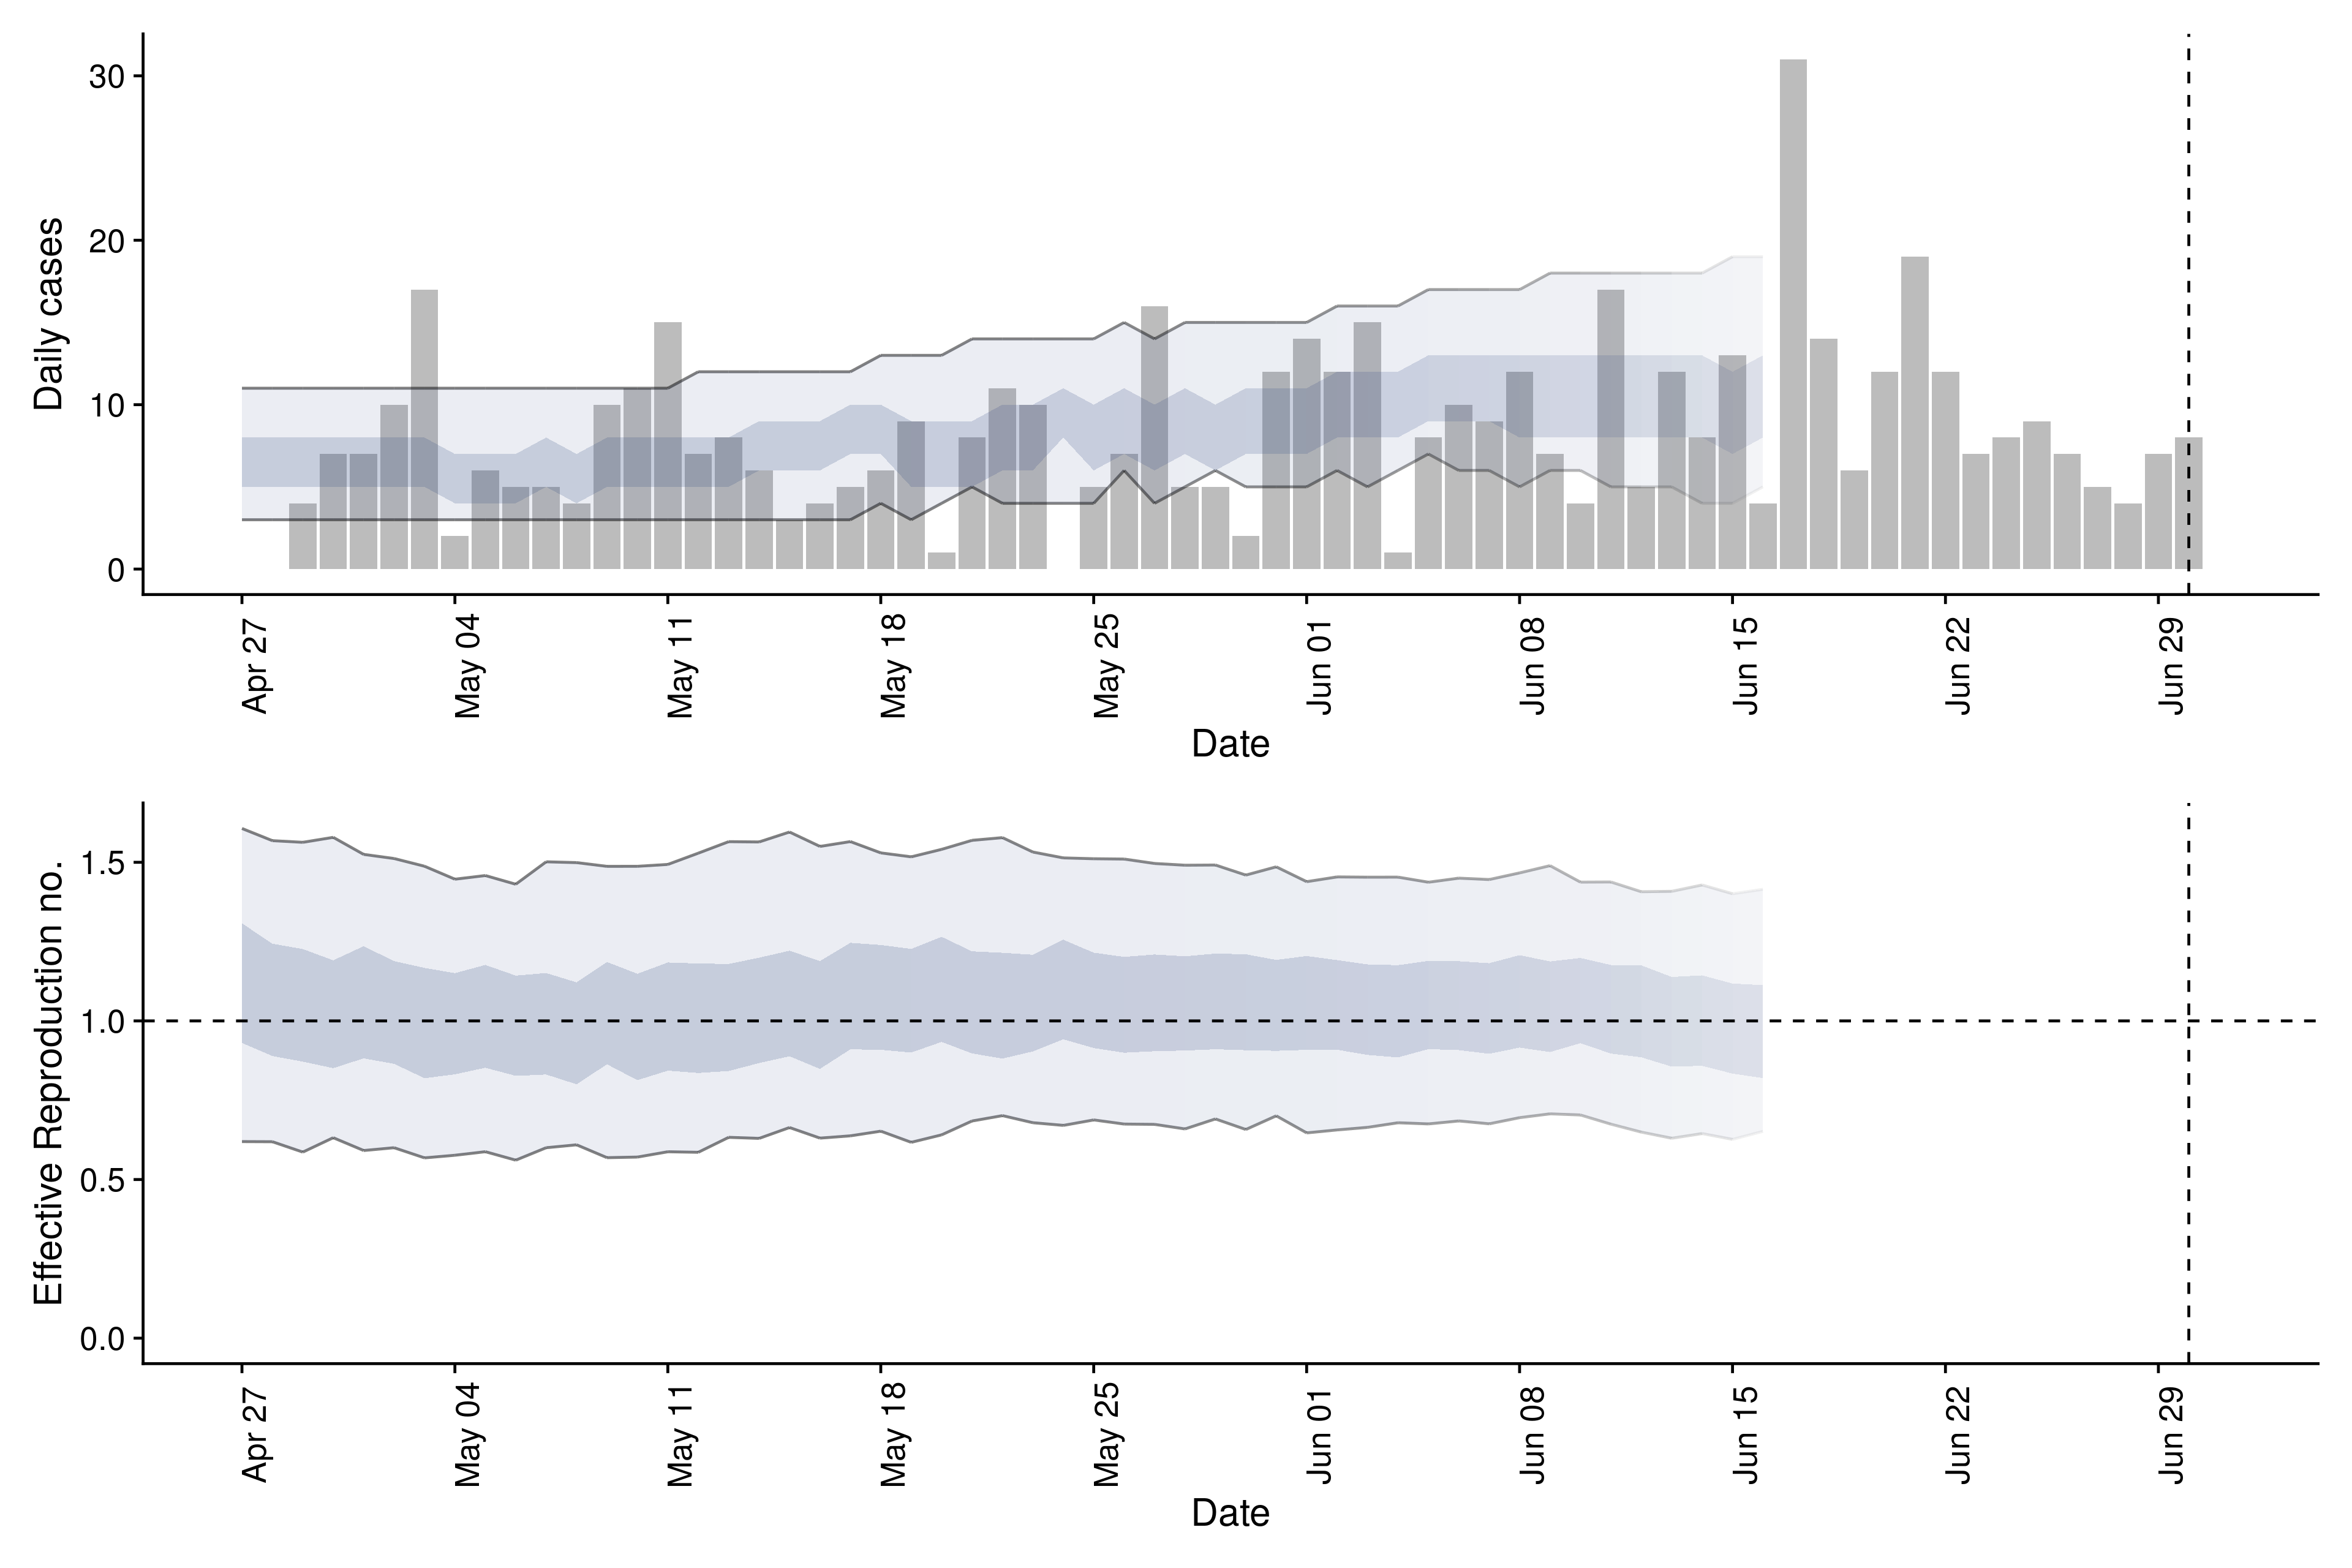 Daily cases
30
20
10
0
Apr 27
May 04
May 11
May 18
May 25
Jun 01
Jun 08
Jun 15
Jun 22
Jun 29
Date
Effective Reproduction no.
1.5
1.0
0.5
0.0
Apr 27
May 04
May 11
May 18
May 25
Jun 01
Jun 08
Jun 15
Jun 22
Jun 29
Date